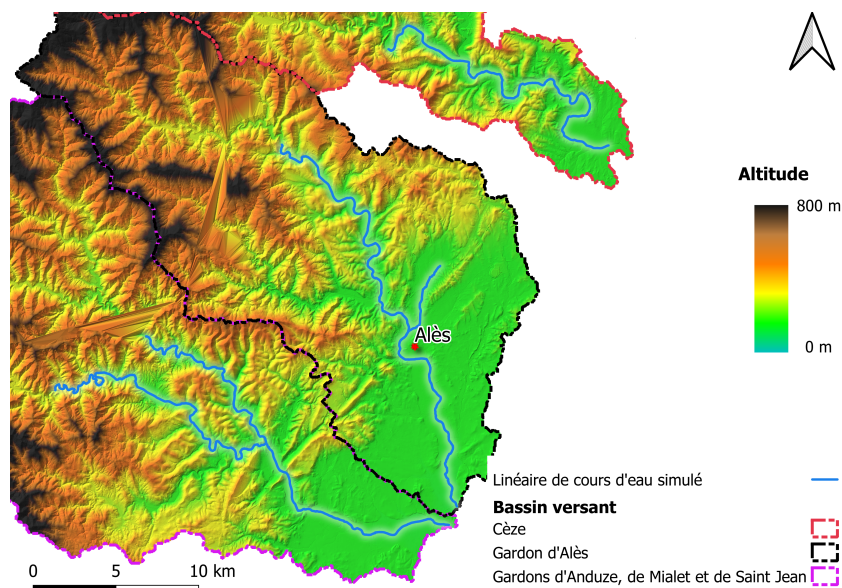 Altitude
800 m
0 m
Alès
Linéaire de cours d'eau simulé
Bassin versant
Cèze
Gardon d'Alès
Gardons d'Anduze, de Mialet et de Saint Jean
0 5 10 km